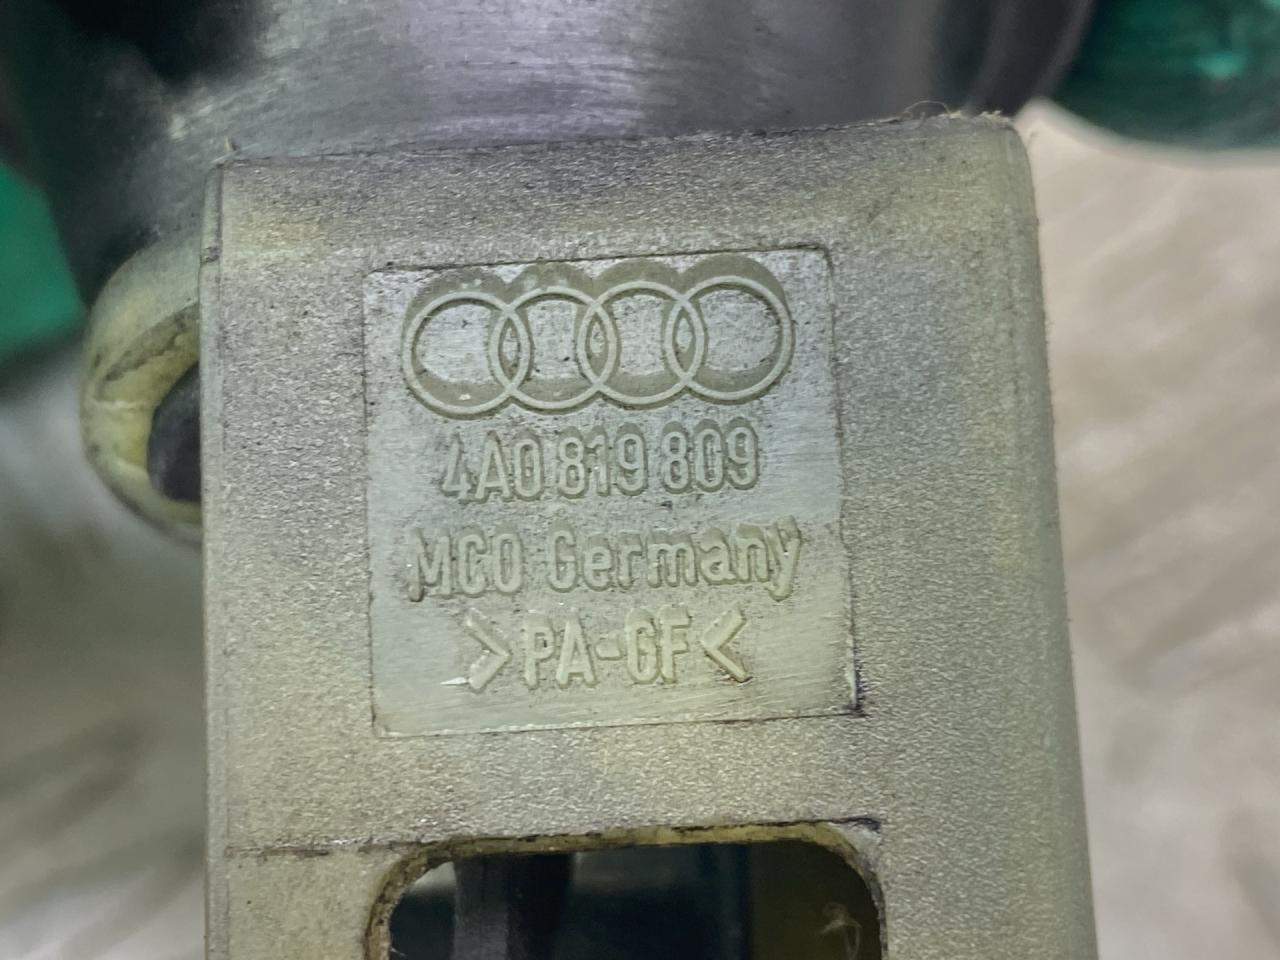 4A0 819 809
MCO Germany
>PA-GF<